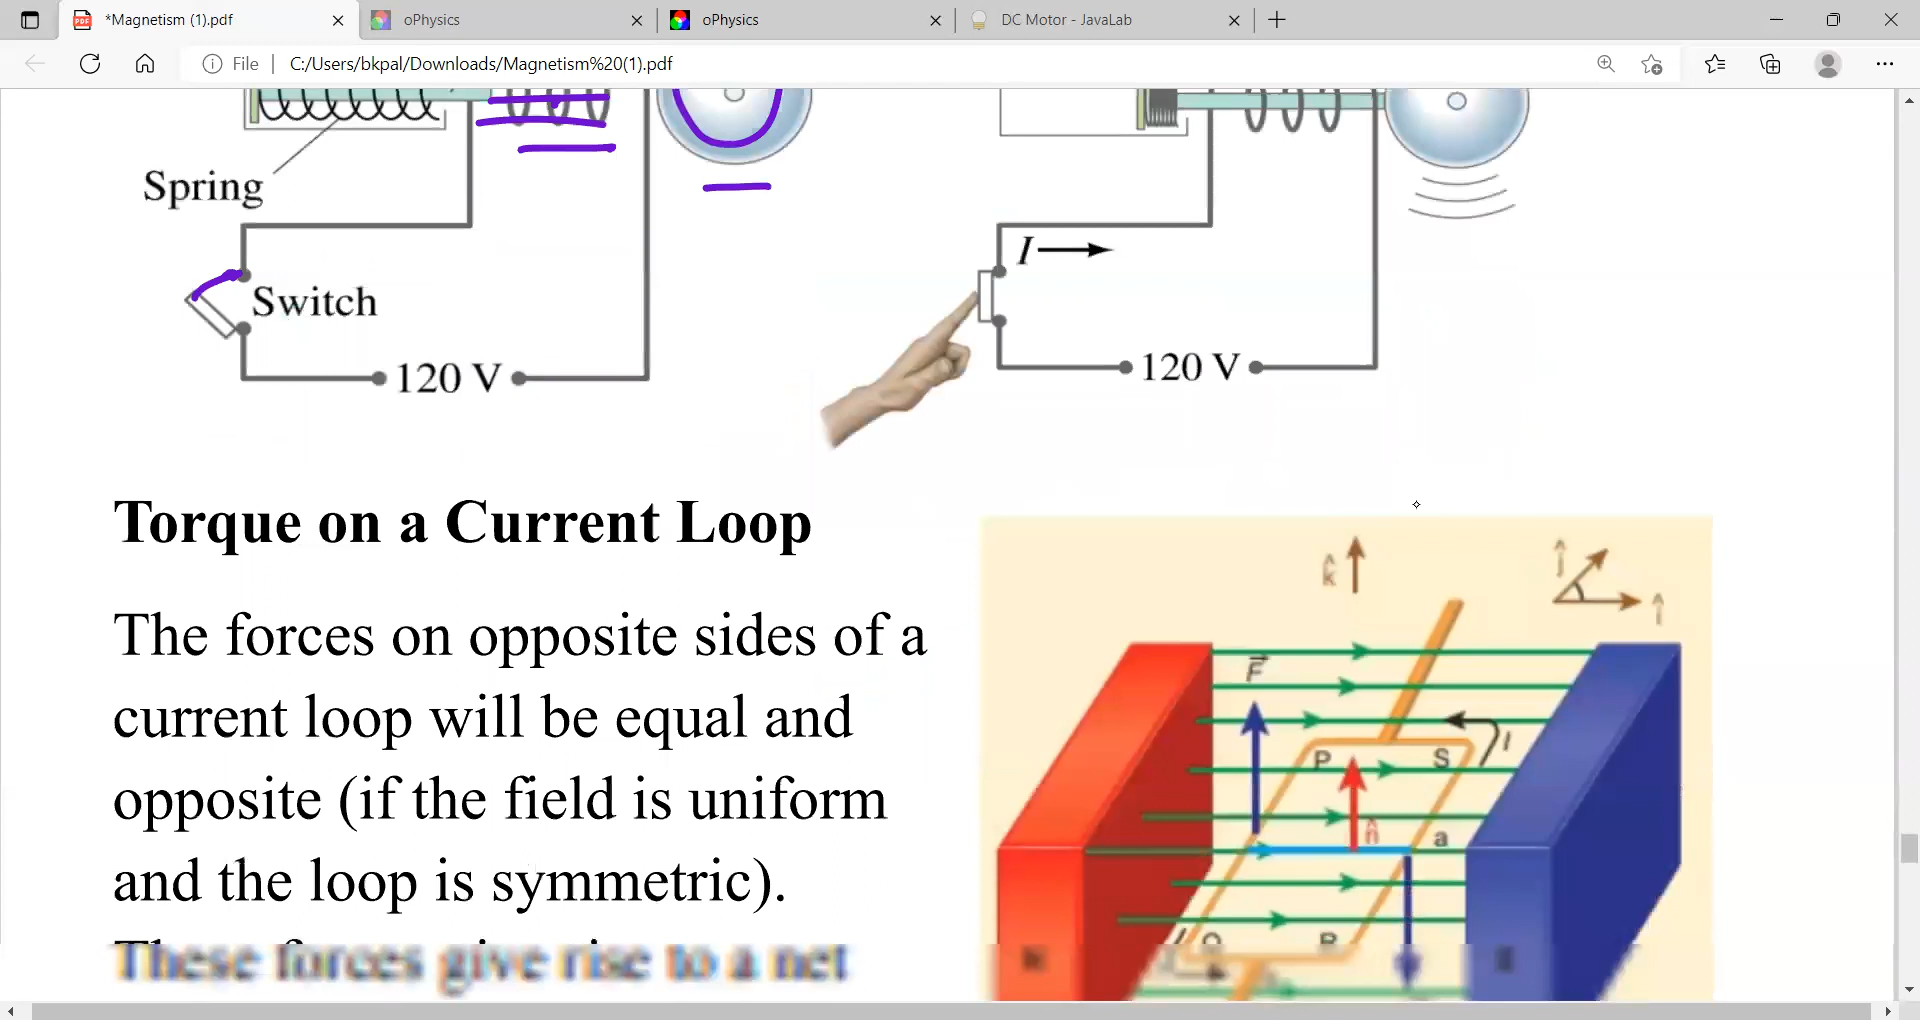 *Magnetism (1).pdf
oPhysics
oPhysics
DC Motor - JavaLab
File
C:/Users/bkpal/Downloads/Magnetism%20(1).pdf
Spring
Switch
120 V
I
120 V
Torque on a Current Loop
The forces on opposite sides of a
current loop will be equal and
opposite (if the field is uniform
and the loop is symmetric).
These forces give rise to a net
k̂
ĵ
î
F⃗
P
S
I
n̂
a
Q
R